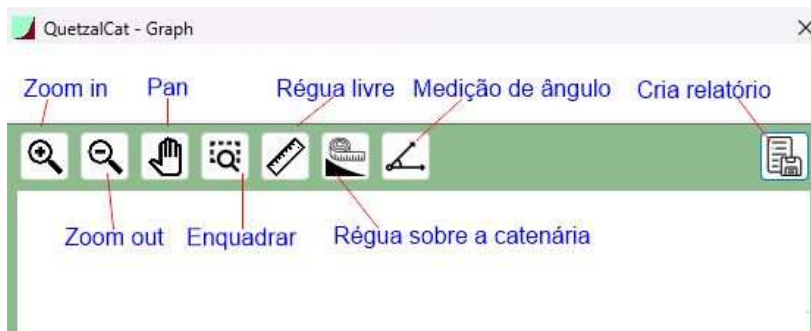 QuetzalCat - Graph
Zoom in Pan Régua livre Medição de ângulo Cria relatório
Zoom out Enquadrar Régua sobre a catenária